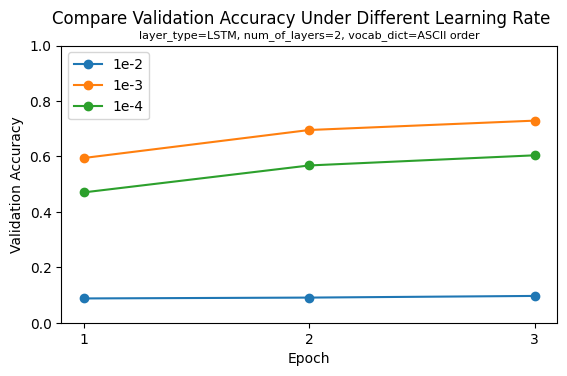 Compare Validation Accuracy Under Different Learning Rate
layer_type=LSTM, num_of_layers=2, vocab_dict=ASCII order
1.0
0.8
0.6
0.4
0.2
0.0
Validation Accuracy
1e-2
1e-3
1e-4
1
2
3
Epoch